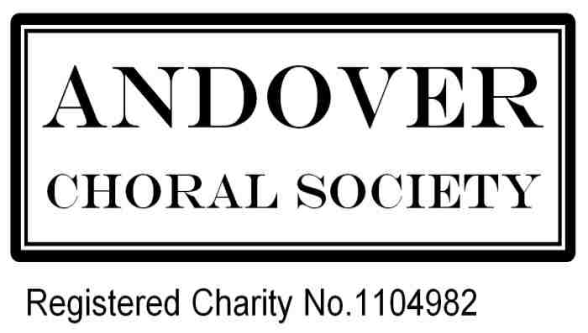 ANDOVER
CHORAL SOCIETY
Registered Charity No.1104982